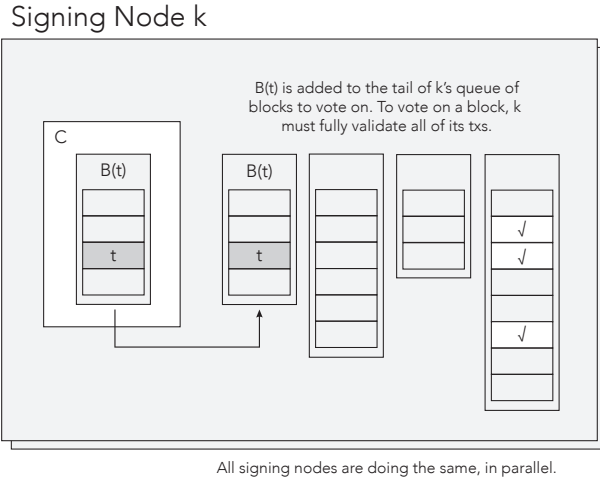 Signing Node k
B(t) is added to the tail of k's queue of
blocks to vote on. To vote on a block, k
must fully validate all of its txs.
C
B(t)
B(t)
t
t
√
√
√
All signing nodes are doing the same, in parallel.